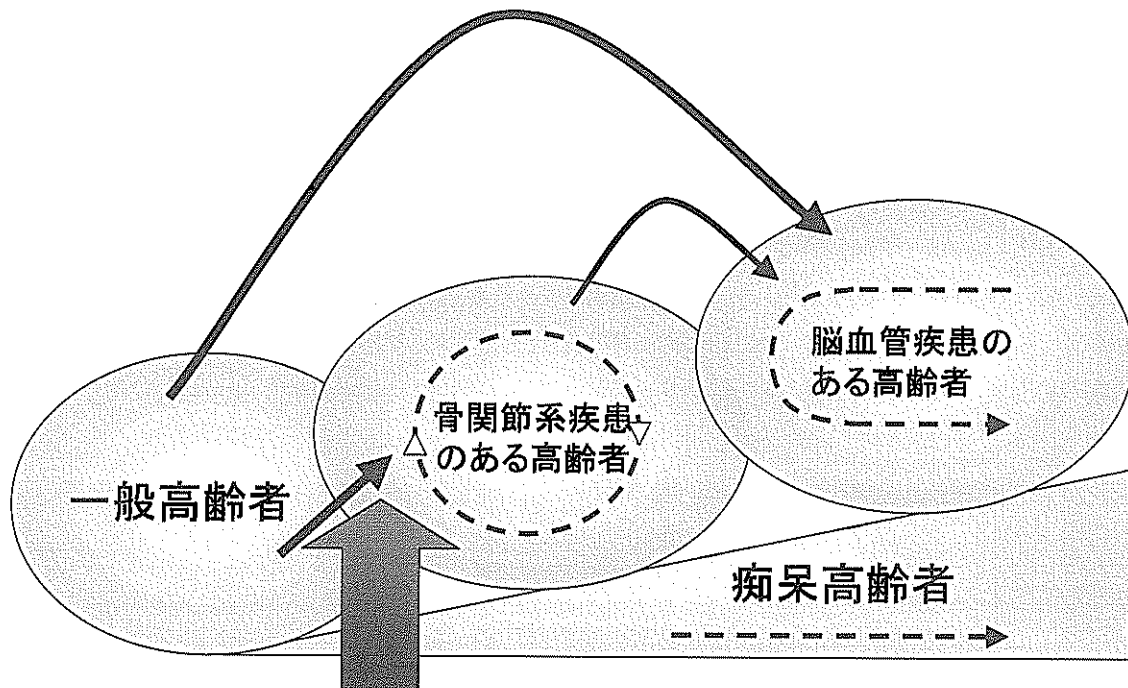 一般高齢者
骨関節系疾患
のある高齢者
脳血管疾患の
ある高齢者
痴呆高齢者